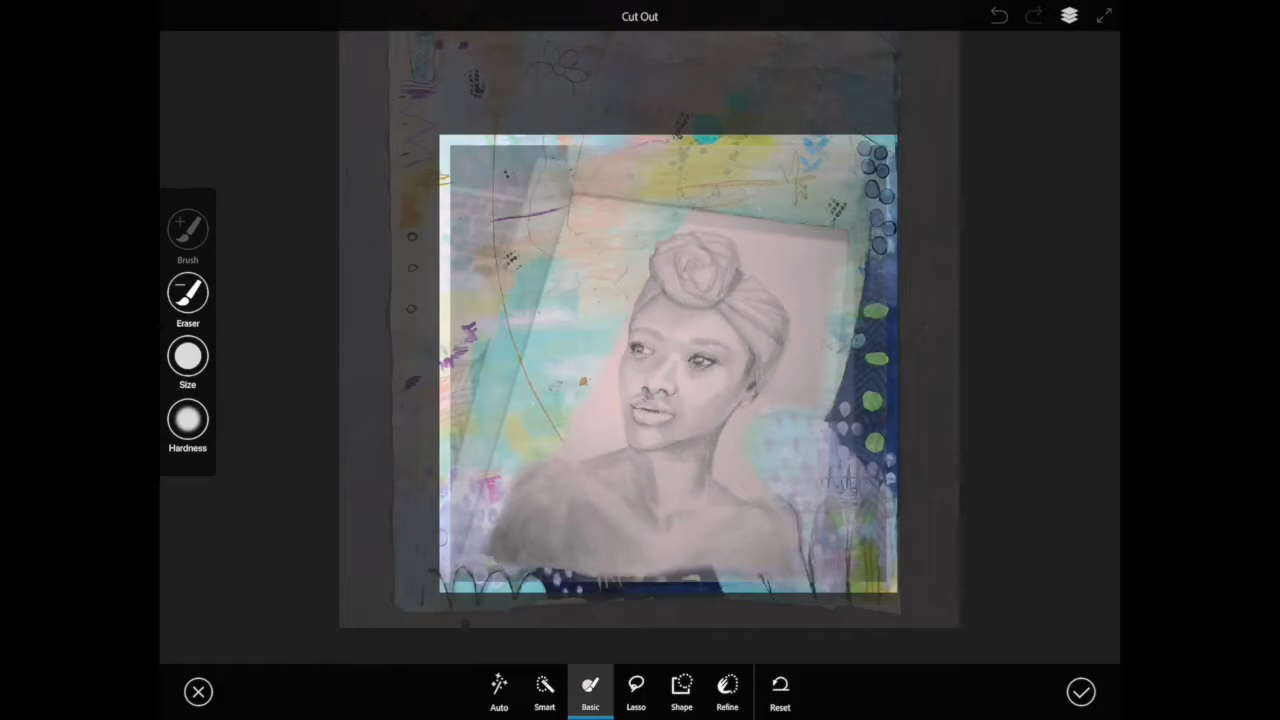 Cut Out
Brush
Eraser
Size
Hardness
Auto
Smart
Basic
Lasso
Shape
Refine
Reset